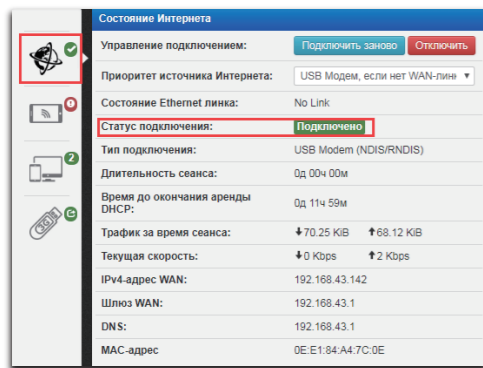 Состояние Интернета
Управление подключением: Подключить заново Отключить
Приоритет источника Интернета: USB Модем, если нет WAN-линк
Состояние Ethernet линка: No Link
Статус подключения: Подключено
Тип подключения: USB Modem (NDIS/RNDIS)
Длительность сеанса: 0д 00ч 00м
Время до окончания аренды
DHCP: 0д 11ч 59м
Трафик за время сеанса: 70.25 KiB 68.12 KiB
Текущая скорость: 0 Kbps 2 Kbps
IPv4-адрес WAN: 192.168.43.142
Шлюз WAN: 192.168.43.1
DNS: 192.168.43.1
MAC-адрес 0E:E1:84:A4:7C:0E
2
3G